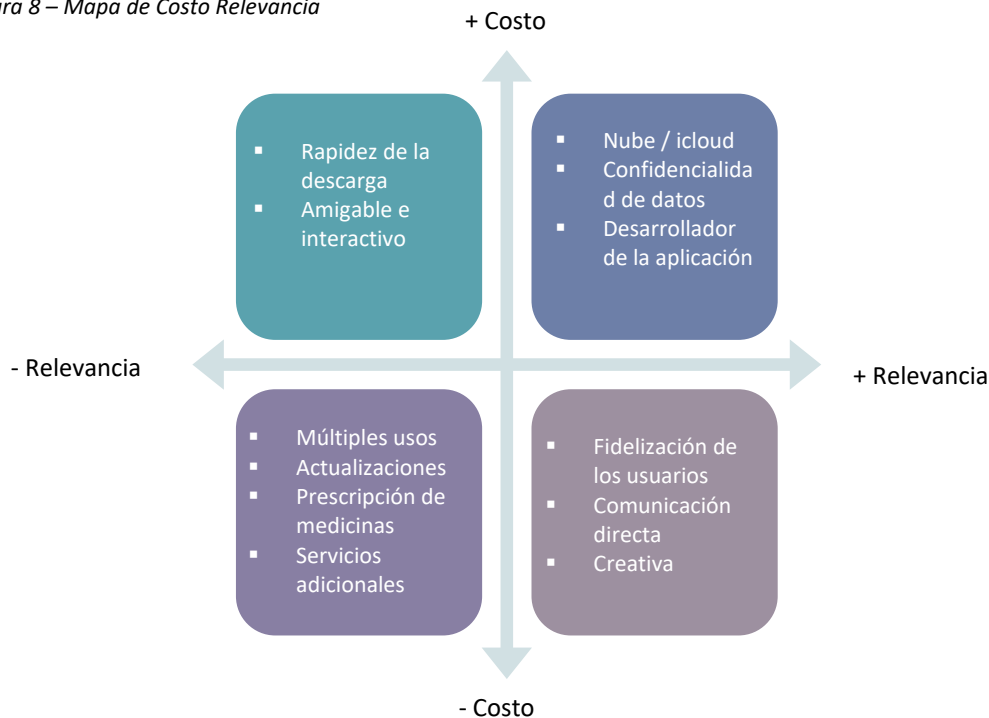 ura 8 – Mapa de Costo Relevancia
+ Costo
▪ Rapidez de la
descarga
▪ Amigable e
interactivo
▪ Nube / icloud
▪ Confidencialida
d de datos
▪ Desarrollador
de la aplicación
- Relevancia
+ Relevancia
▪ Múltiples usos
▪ Actualizaciones
▪ Prescripción de
medicinas
▪ Servicios
adicionales
▪ Fidelización de
los usuarios
▪ Comunicación
directa
▪ Creativa
- Costo